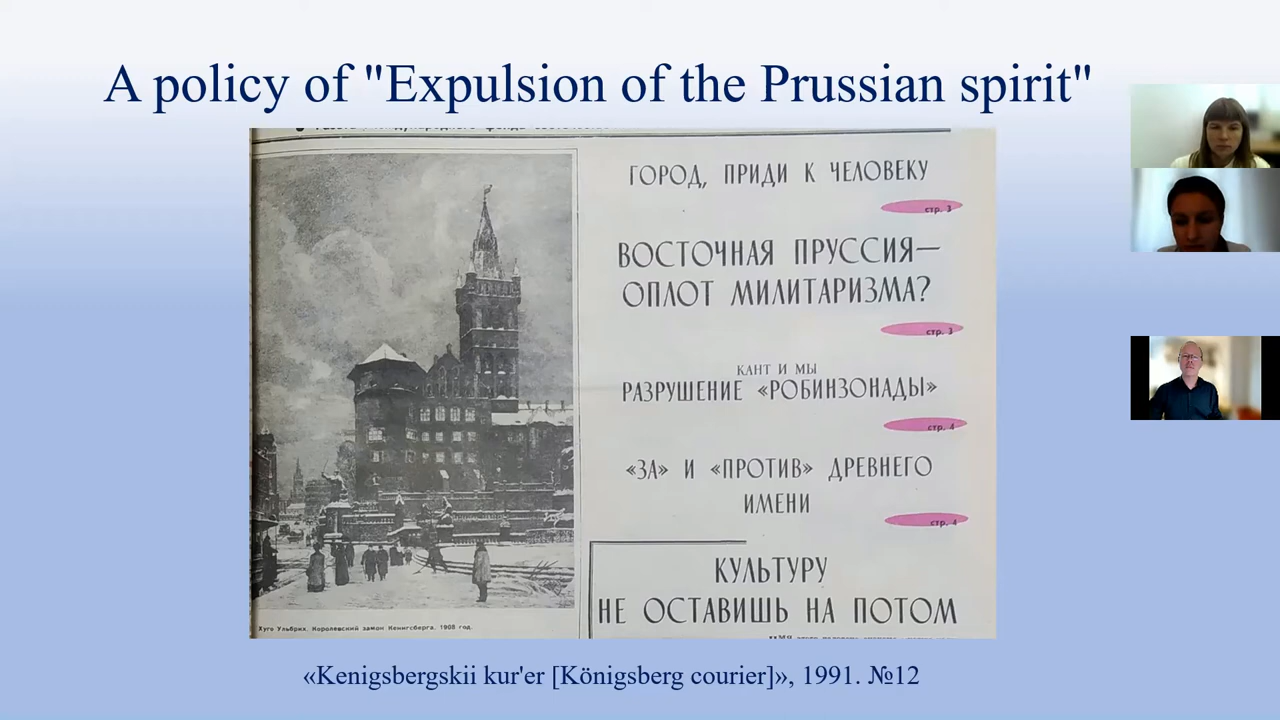 A policy of "Expulsion of the Prussian spirit"
ГОРОД, ПРИДИ К ЧЕЛОВЕКУ
стр. 3
ВОСТОЧНАЯ ПРУССИЯ—
ОПЛОТ МИЛИТАРИЗМА?
стр. 3
КАНТ И МЫ
РАЗРУШЕНИЕ «РОБИНЗОНАДЫ»
стр. 4
«ЗА» И «ПРОТИВ» ДРЕВНЕГО
ИМЕНИ
стр. 4
КУЛЬТУРУ
НЕ ОСТАВИШЬ НА ПОТОМ
Хуго Ульбрих. Королевский замок Кенигсберга. 1908 год.
«Kenigsbergskii kur'er [Königsberg courier]», 1991. №12